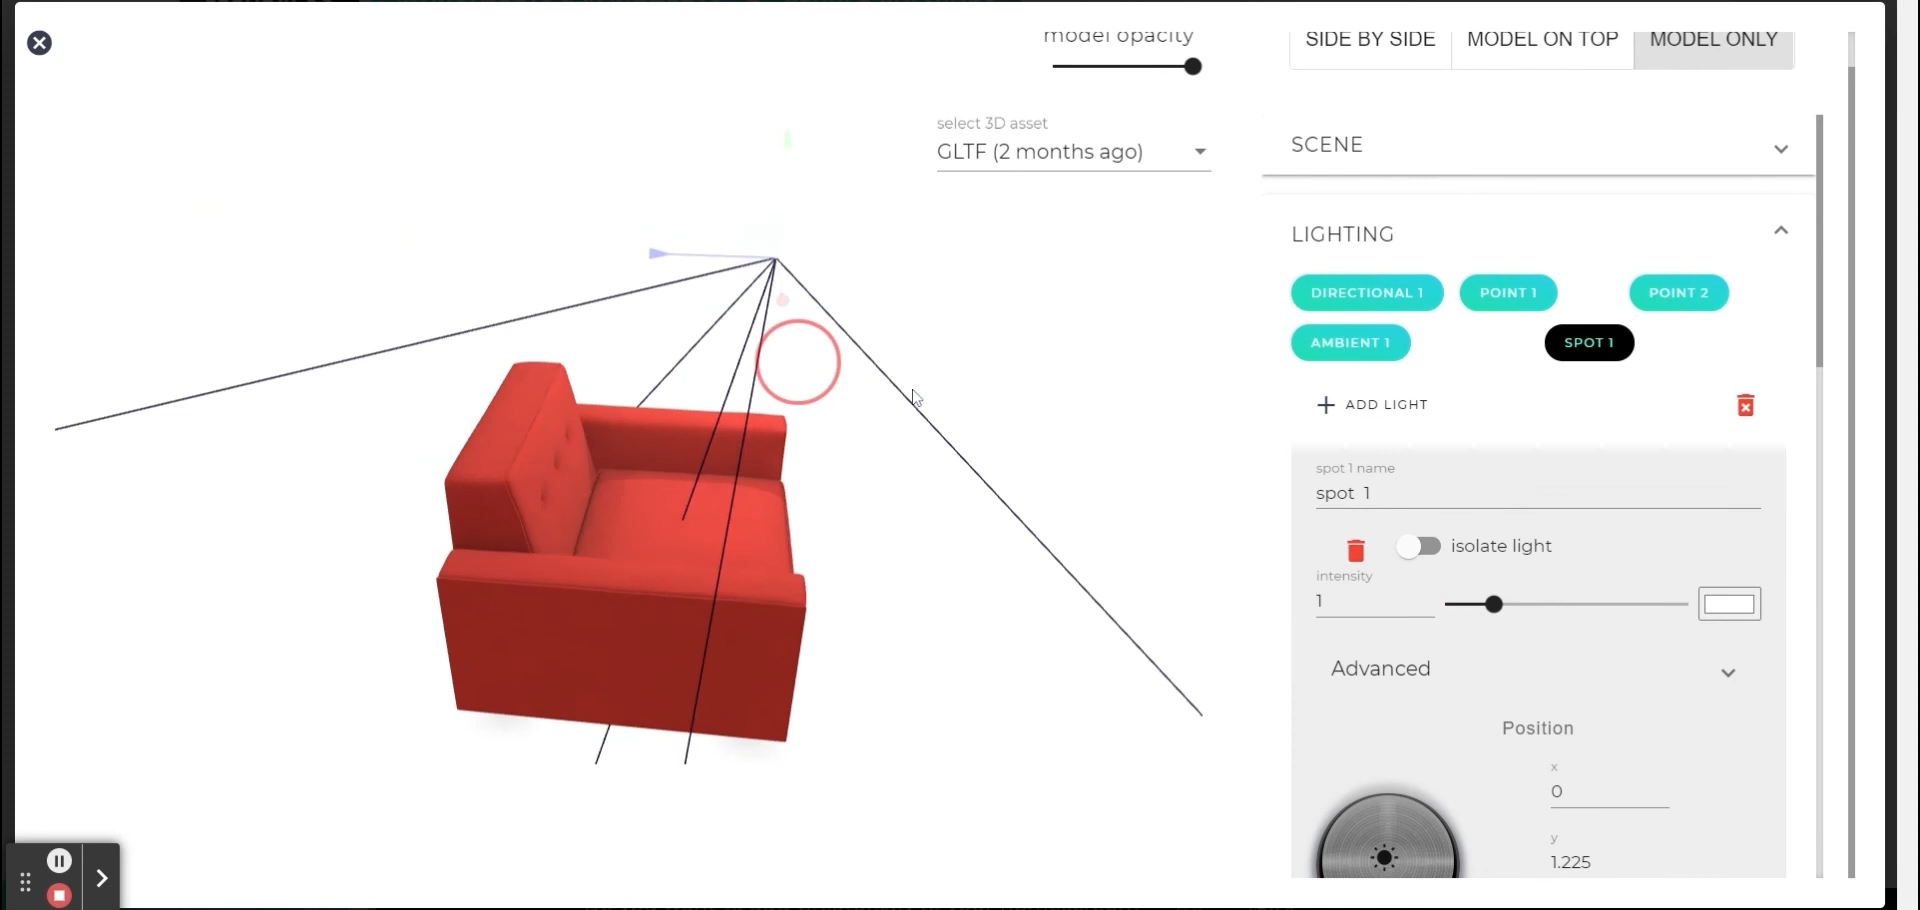 model opacity
SIDE BY SIDE
MODEL ON TOP
MODEL ONLY
select 3D asset
GLTF (2 months ago)
SCENE
LIGHTING
DIRECTIONAL 1
POINT 1
POINT 2
AMBIENT 1
SPOT 1
ADD LIGHT
spot 1 name
spot 1
isolate light
intensity
1
Advanced
Position
x
0
y
1.225